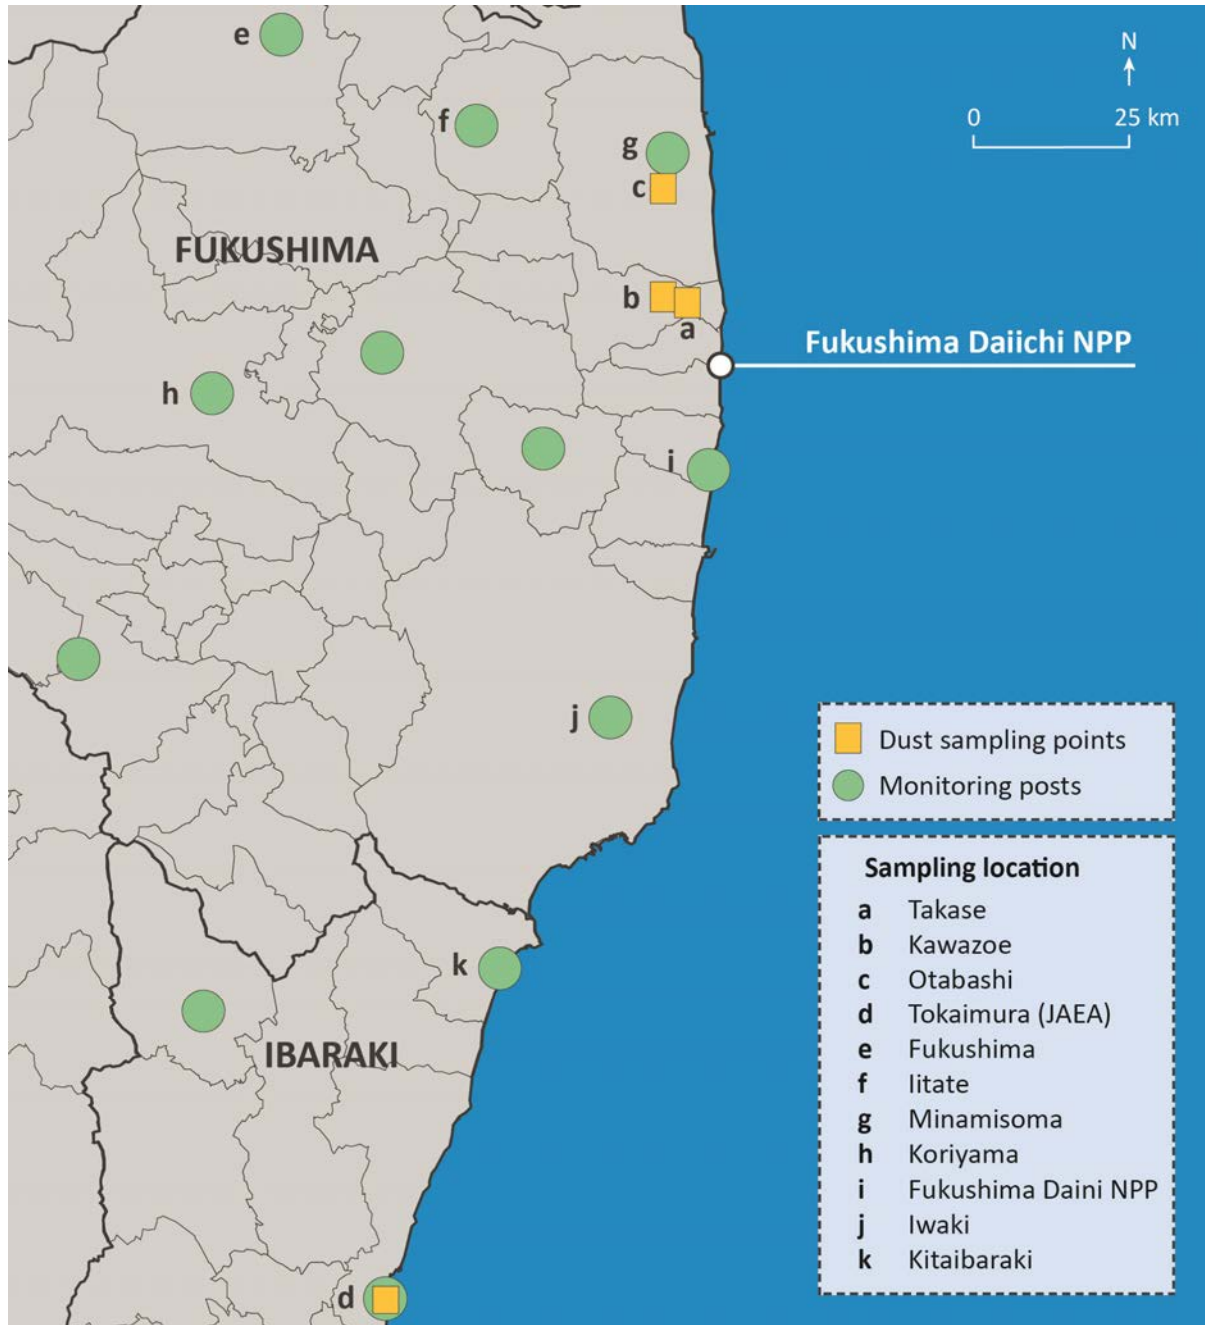 e
N
f
0 25 km
g
c
FUKUSHIMA
b
a
Fukushima Daiichi NPP
h
i
j
Dust sampling points
Monitoring posts
Sampling location
a Takase
b Kawazoe
c Otabashi
d Tokaimura (JAEA)
e Fukushima
f Iitate
g Minamisoma
h Koriyama
i Fukushima Daini NPP
j Iwaki
k Kitaibaraki
k
IBARAKI
d